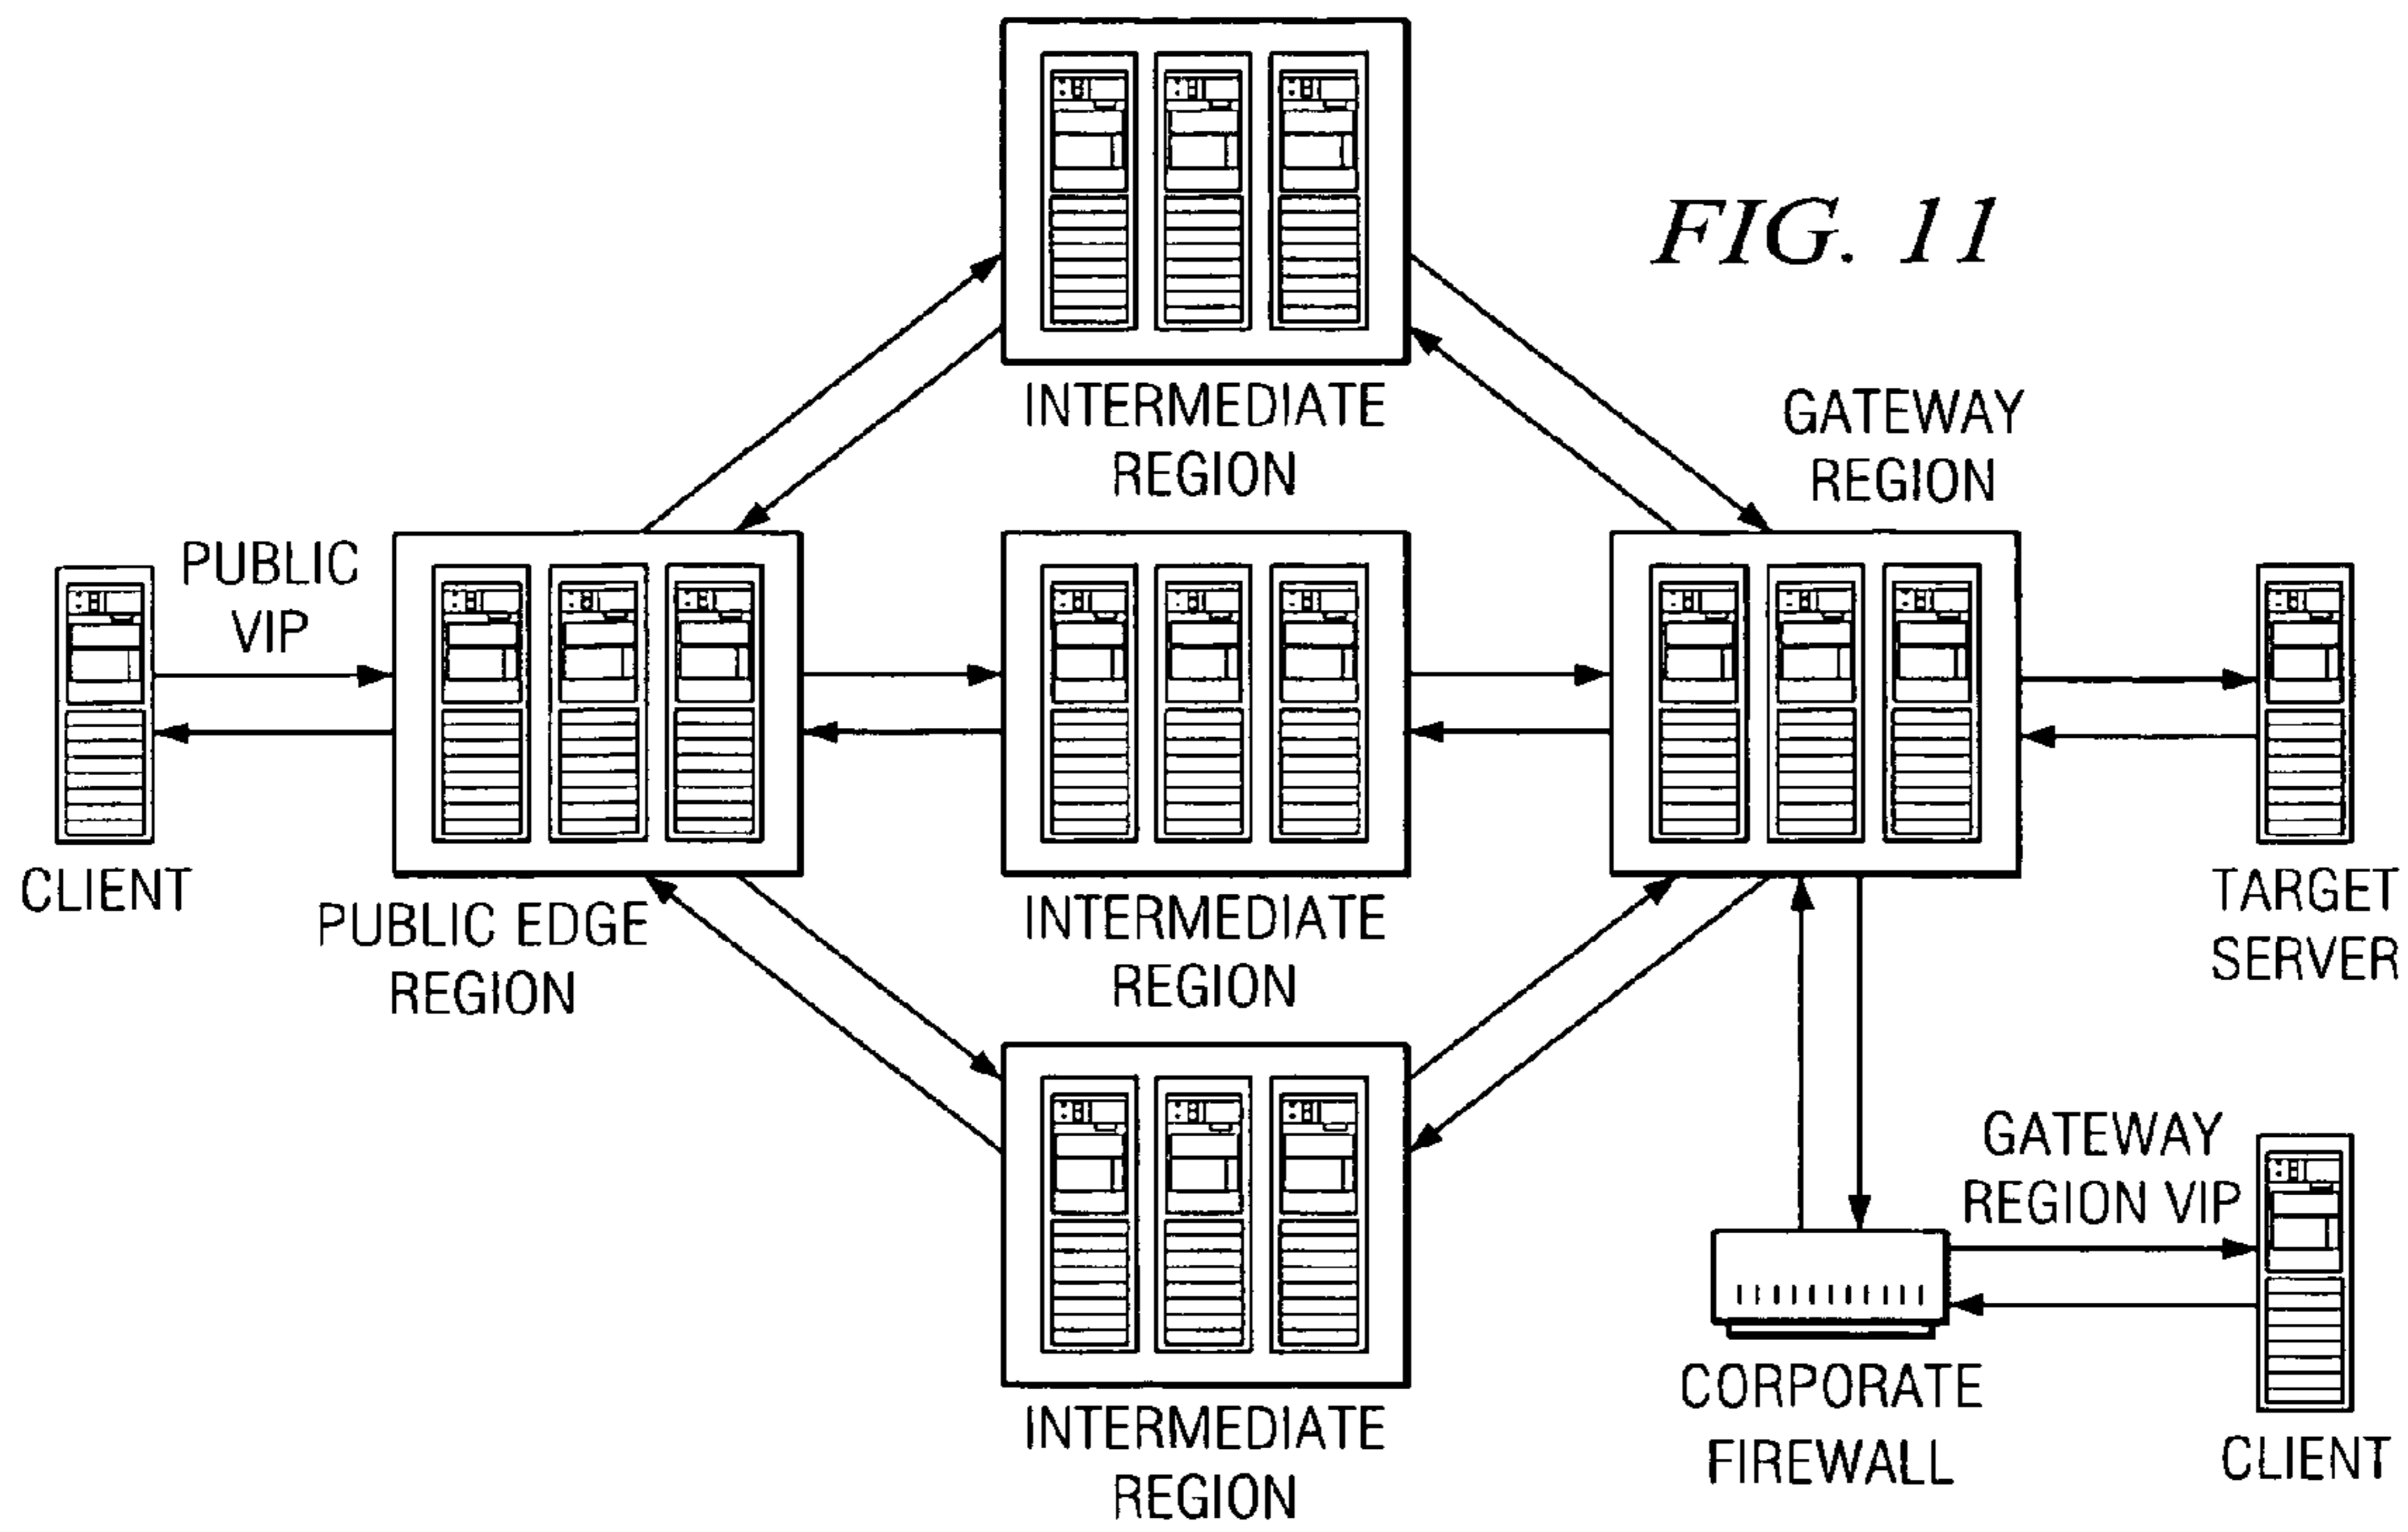 FIG. 11
INTERMEDIATE
REGION
GATEWAY
REGION
PUBLIC
VIP
CLIENT
PUBLIC EDGE
REGION
INTERMEDIATE
REGION
TARGET
SERVER
INTERMEDIATE
REGION
GATEWAY
REGION VIP
CORPORATE
FIREWALL
CLIENT